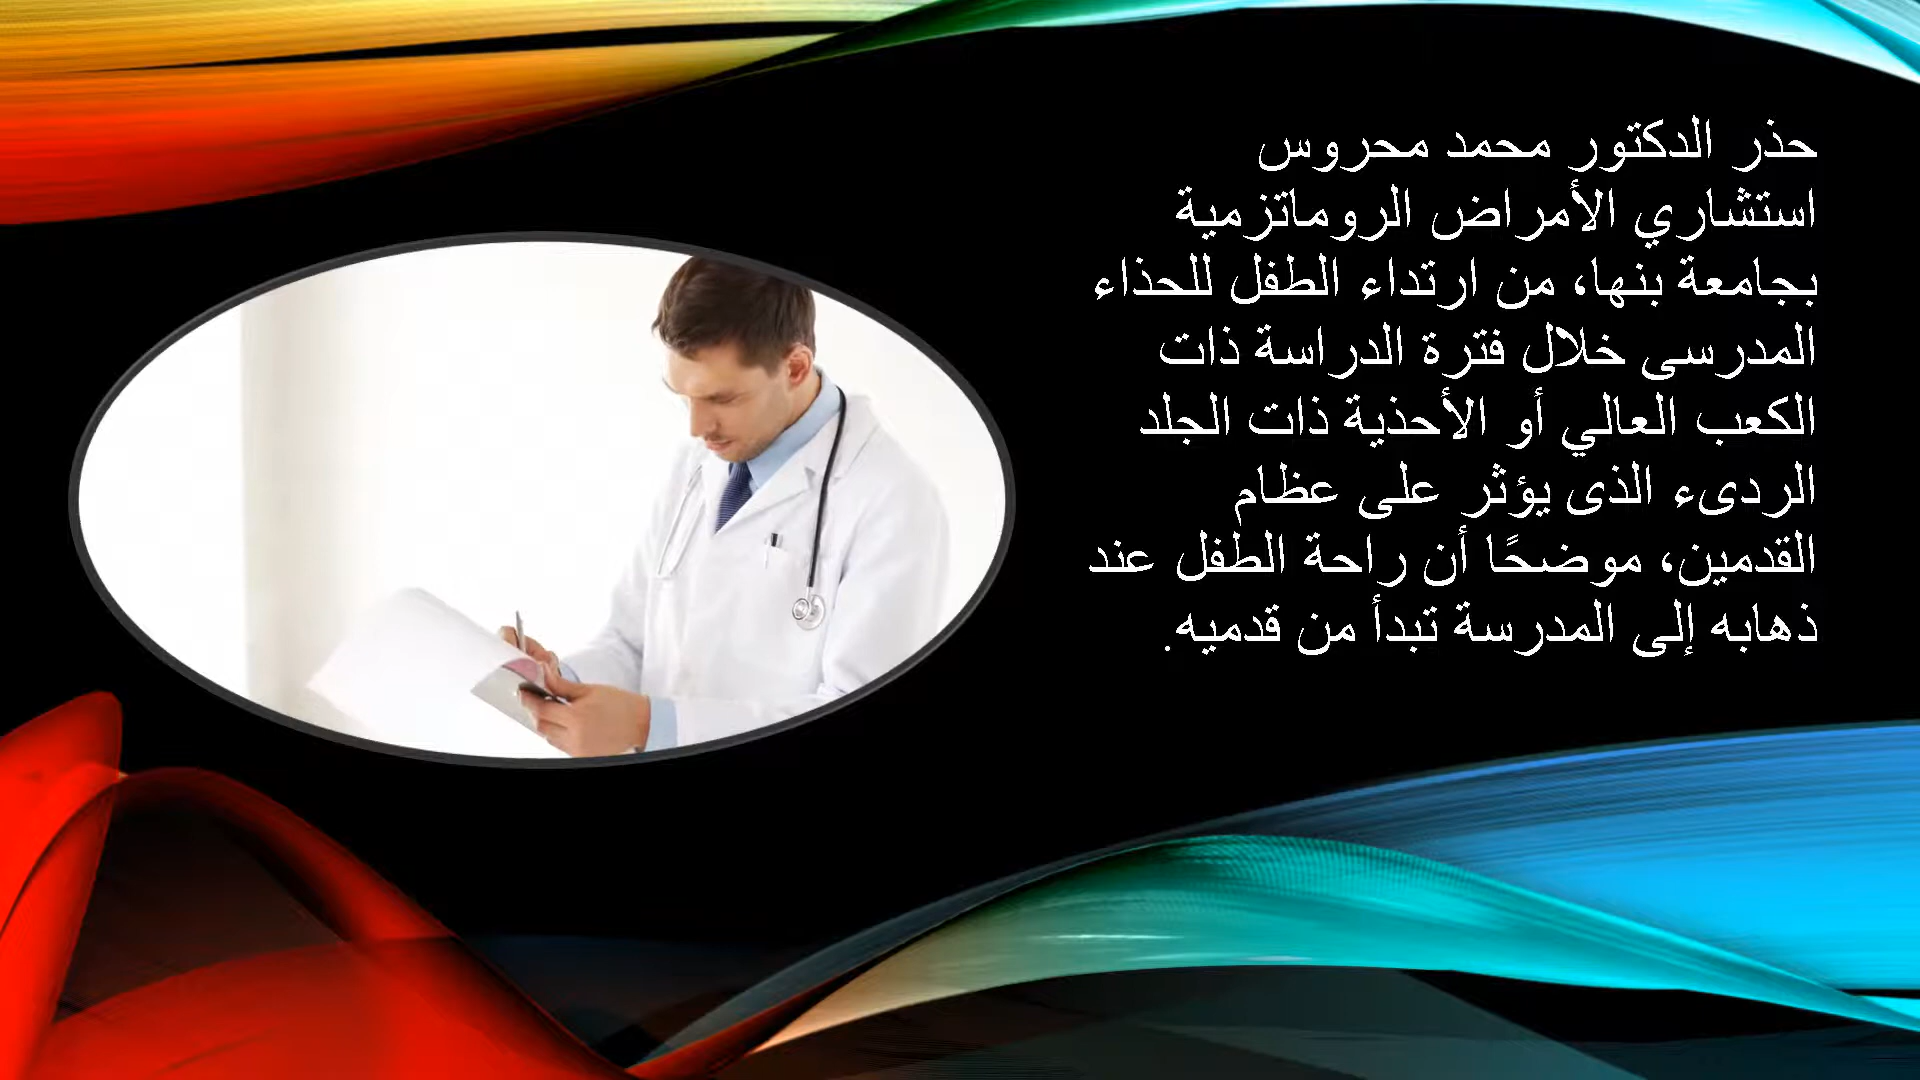 حذر الدكتور محمد محروس
استشاري الأمراض الروماتزمية
بجامعة بنها، من ارتداء الطفل للحذاء
المدرسى خلال فترة الدراسة ذات
الكعب العالي أو الأحذية ذات الجلد
الردىء الذى يؤثر على عظام
القدمين، موضحًا أن راحة الطفل عند
ذهابه إلى المدرسة تبدأ من قدميه.